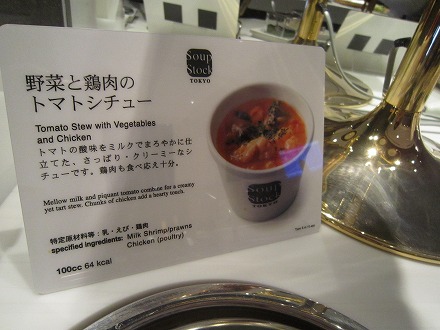 Soup
Stock
TOKYO
野菜と鶏肉の
トマトシチュー
Tomato Stew with Vegetables
and Chicken
トマトの酸味をミルクでまろやかに仕
立てた、さっぱり・クリーミーなシ
チューです。鶏肉も食べ応え十分。
Mellow milk and piquant tomato combine for a creamy
yet tart stew. Chunks of chicken add a hearty touch.
特定原材料等：乳・えび・鶏肉
specified ingredients: Milk Shrimp/prawns
Chicken (poultry)
100cc 64 kcal
Soup
Stock
TOKYO